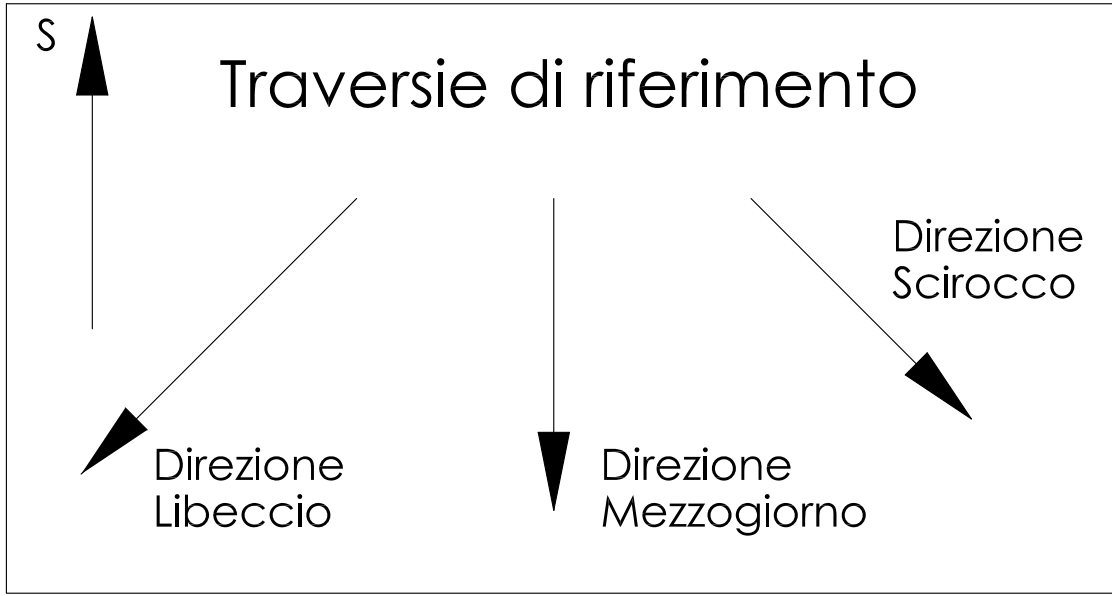 S
Traversie di riferimento
Direzione
Scirocco
Direzione
Libeccio
Direzione
Mezzogiorno